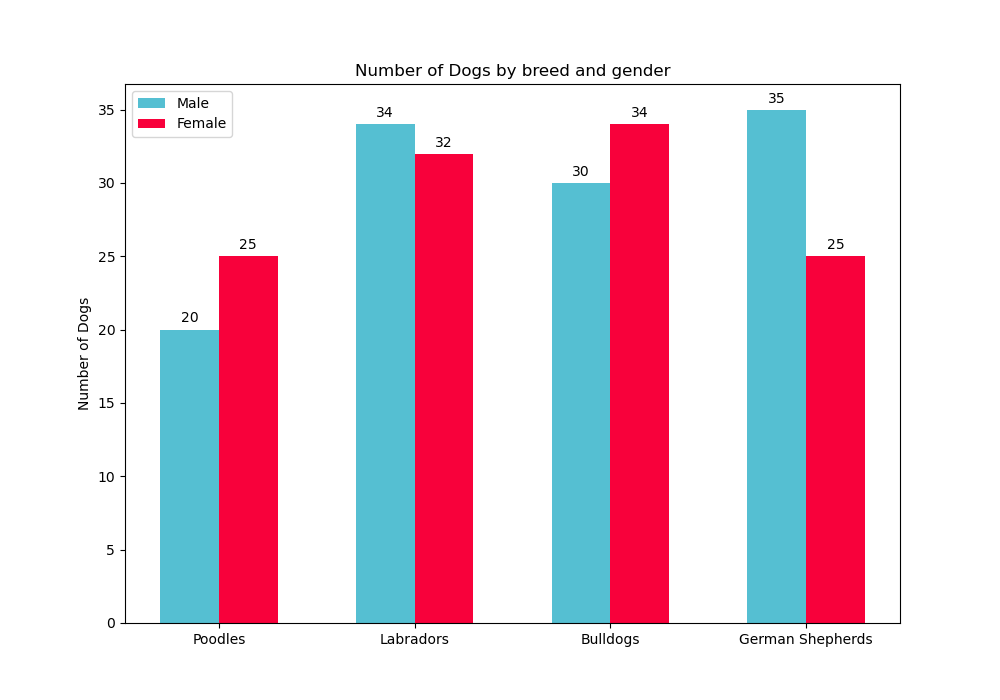 Number of Dogs by breed and gender
Male
Female
Number of Dogs
35
30
25
20
15
10
5
0
20
25
34
32
30
34
35
25
Poodles
Labradors
Bulldogs
German Shepherds